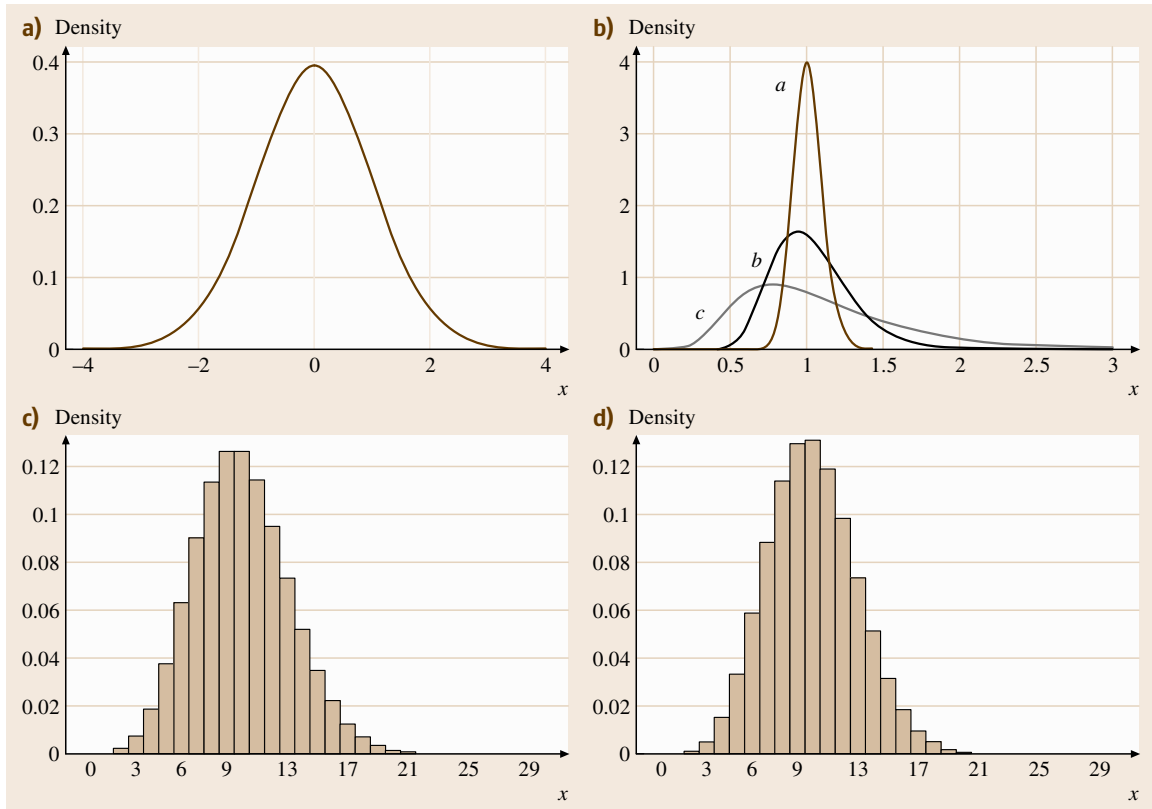 a) Density
0.4
0.3
0.2
0.1
0
–4 –2 0 2 4
x
b) Density
4
3
2
1
0
a
b
c
0 0.5 1 1.5 2 2.5 3
x
c) Density
0.12
0.1
0.08
0.06
0.04
0.02
0
0 3 6 9 13 17 21 25 29
x
d) Density
0.12
0.1
0.08
0.06
0.04
0.02
0
0 3 6 9 13 17 21 25 29
x